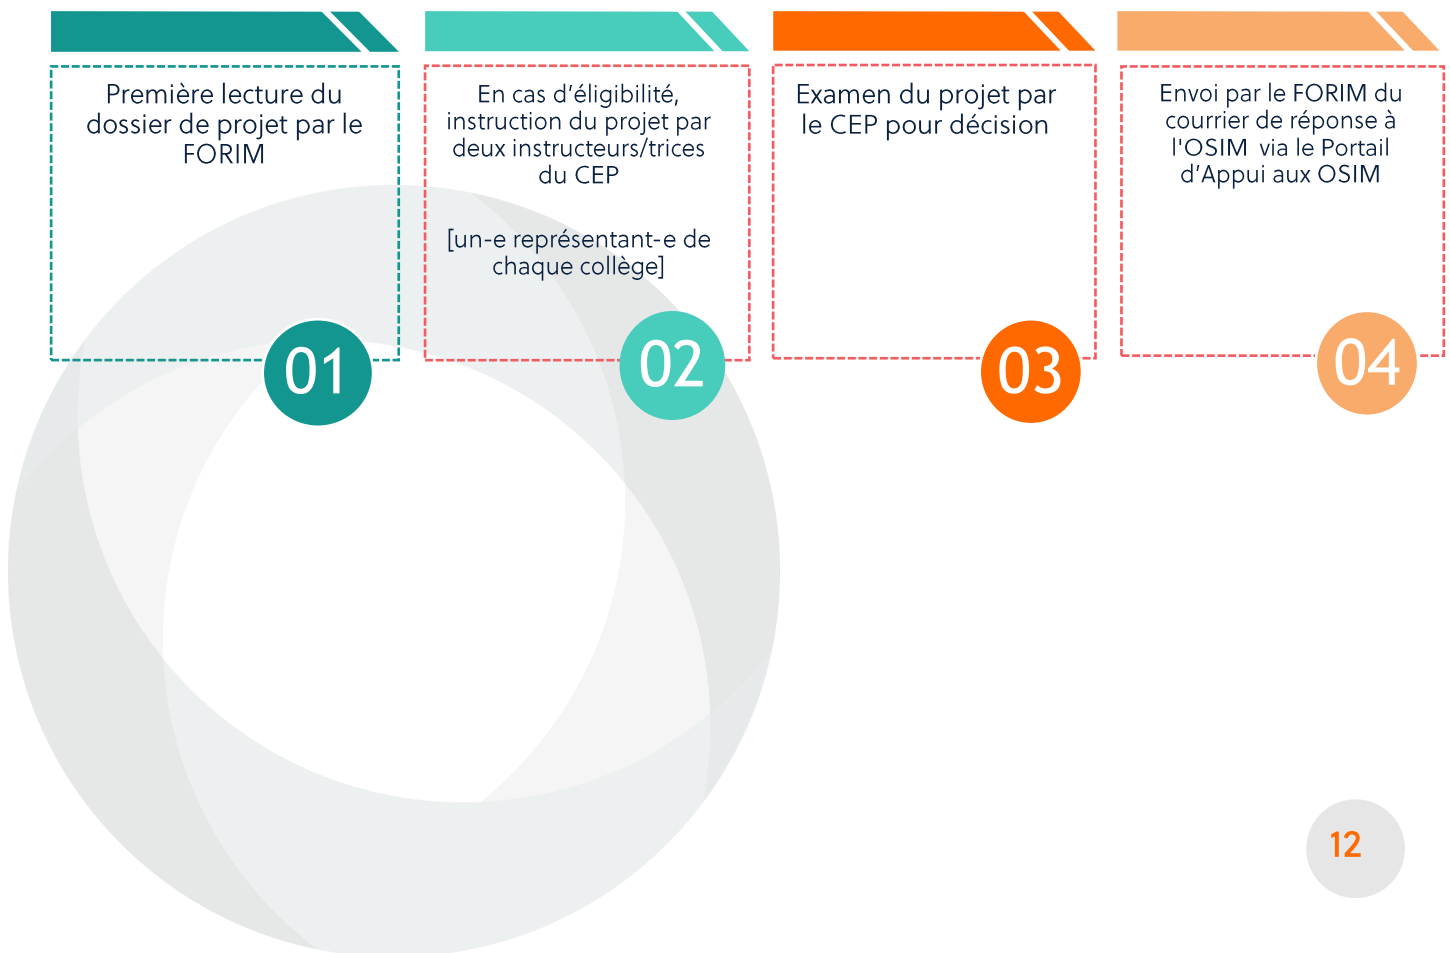 Première lecture du
dossier de projet par le
FORIM
01
En cas d’éligibilité,
instruction du projet par
deux instructeurs/trices
du CEP
[un-e représentant-e de
chaque collège]
02
Examen du projet par
le CEP pour décision
03
Envoi par le FORIM du
courrier de réponse à
l'OSIM via le Portail
d’Appui aux OSIM
04
12